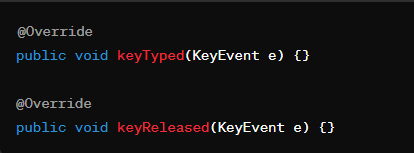 @Override
public void keyTyped(KeyEvent e) {}
@Override
public void keyReleased(KeyEvent e) {}